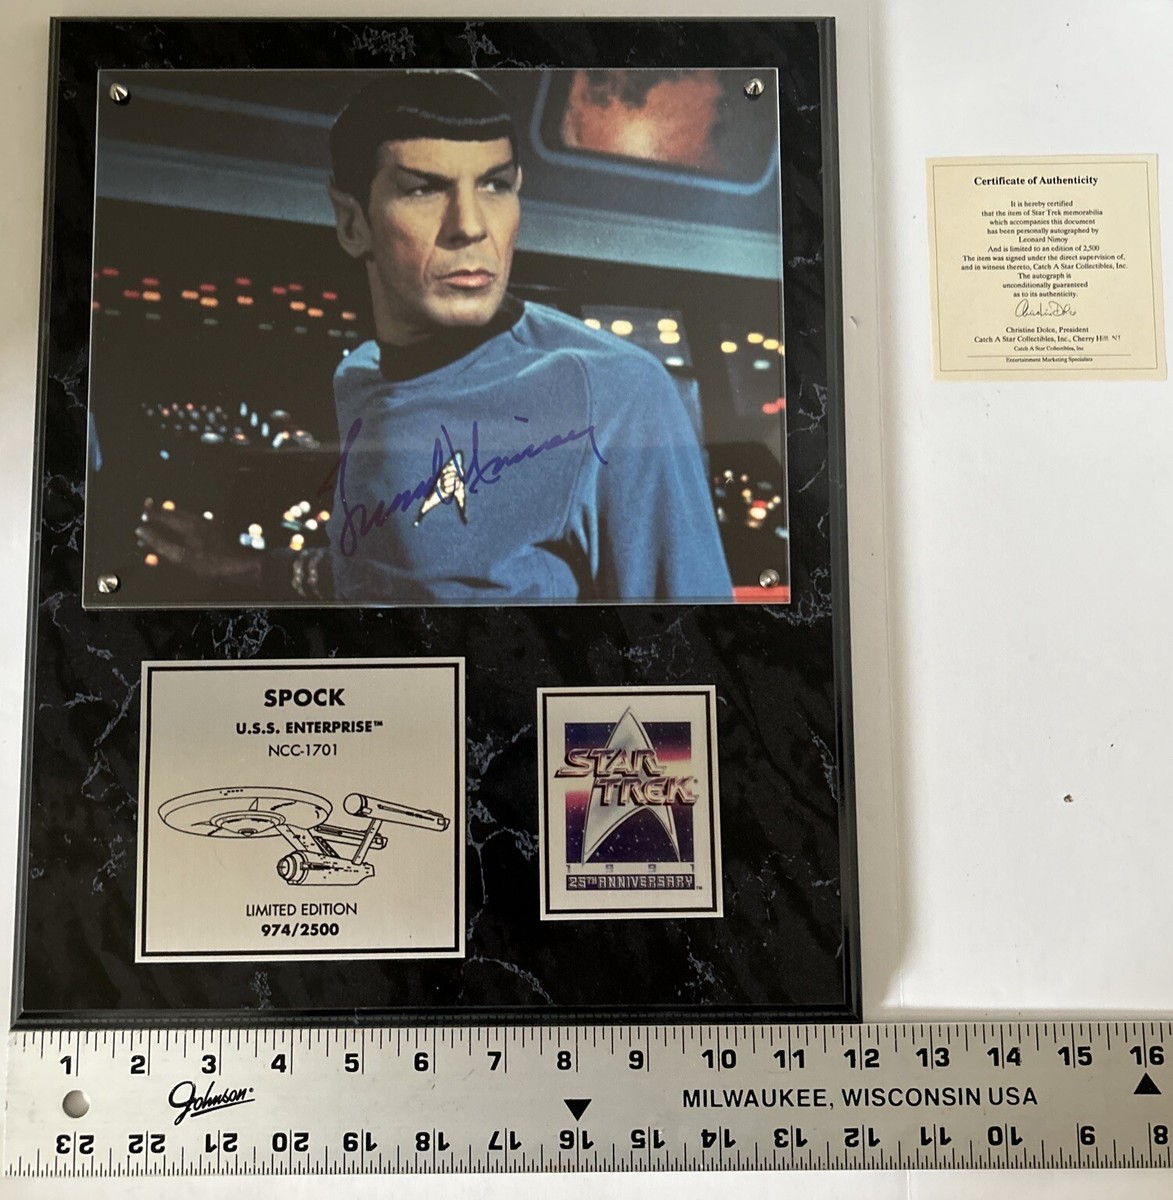 Leonard Nimoy
Certificate of Authenticity
It is hereby certified
that the item of Star Trek memorabilia
which accompanies this document
has been personally autographed by
Leonard Nimoy
And is limited to an edition of 2,500
The item was signed under the direct supervision of,
and in witness thereto, Catch A Star Collectibles, Inc.
The autograph is
unconditionally guaranteed
as to its authenticity.
Christine Dolce
Christine Dolce, President
Catch A Star Collectibles, Inc., Cherry Hill, NJ
Catch A Star Collectibles, Inc
Entertainment Marketing Specialists
SPOCK
U.S.S. ENTERPRISE™
NCC-1701
LIMITED EDITION
974/2500
STAR
TREK
1991
25TH ANNIVERSARY™
1 2 3 4 5 6 7 8 9 10 11 12 13 14 15 16
Johnson®
MILWAUKEE, WISCONSIN USA
23 22 21 20 19 18 17 16 15 14 13 12 11 10 9 8